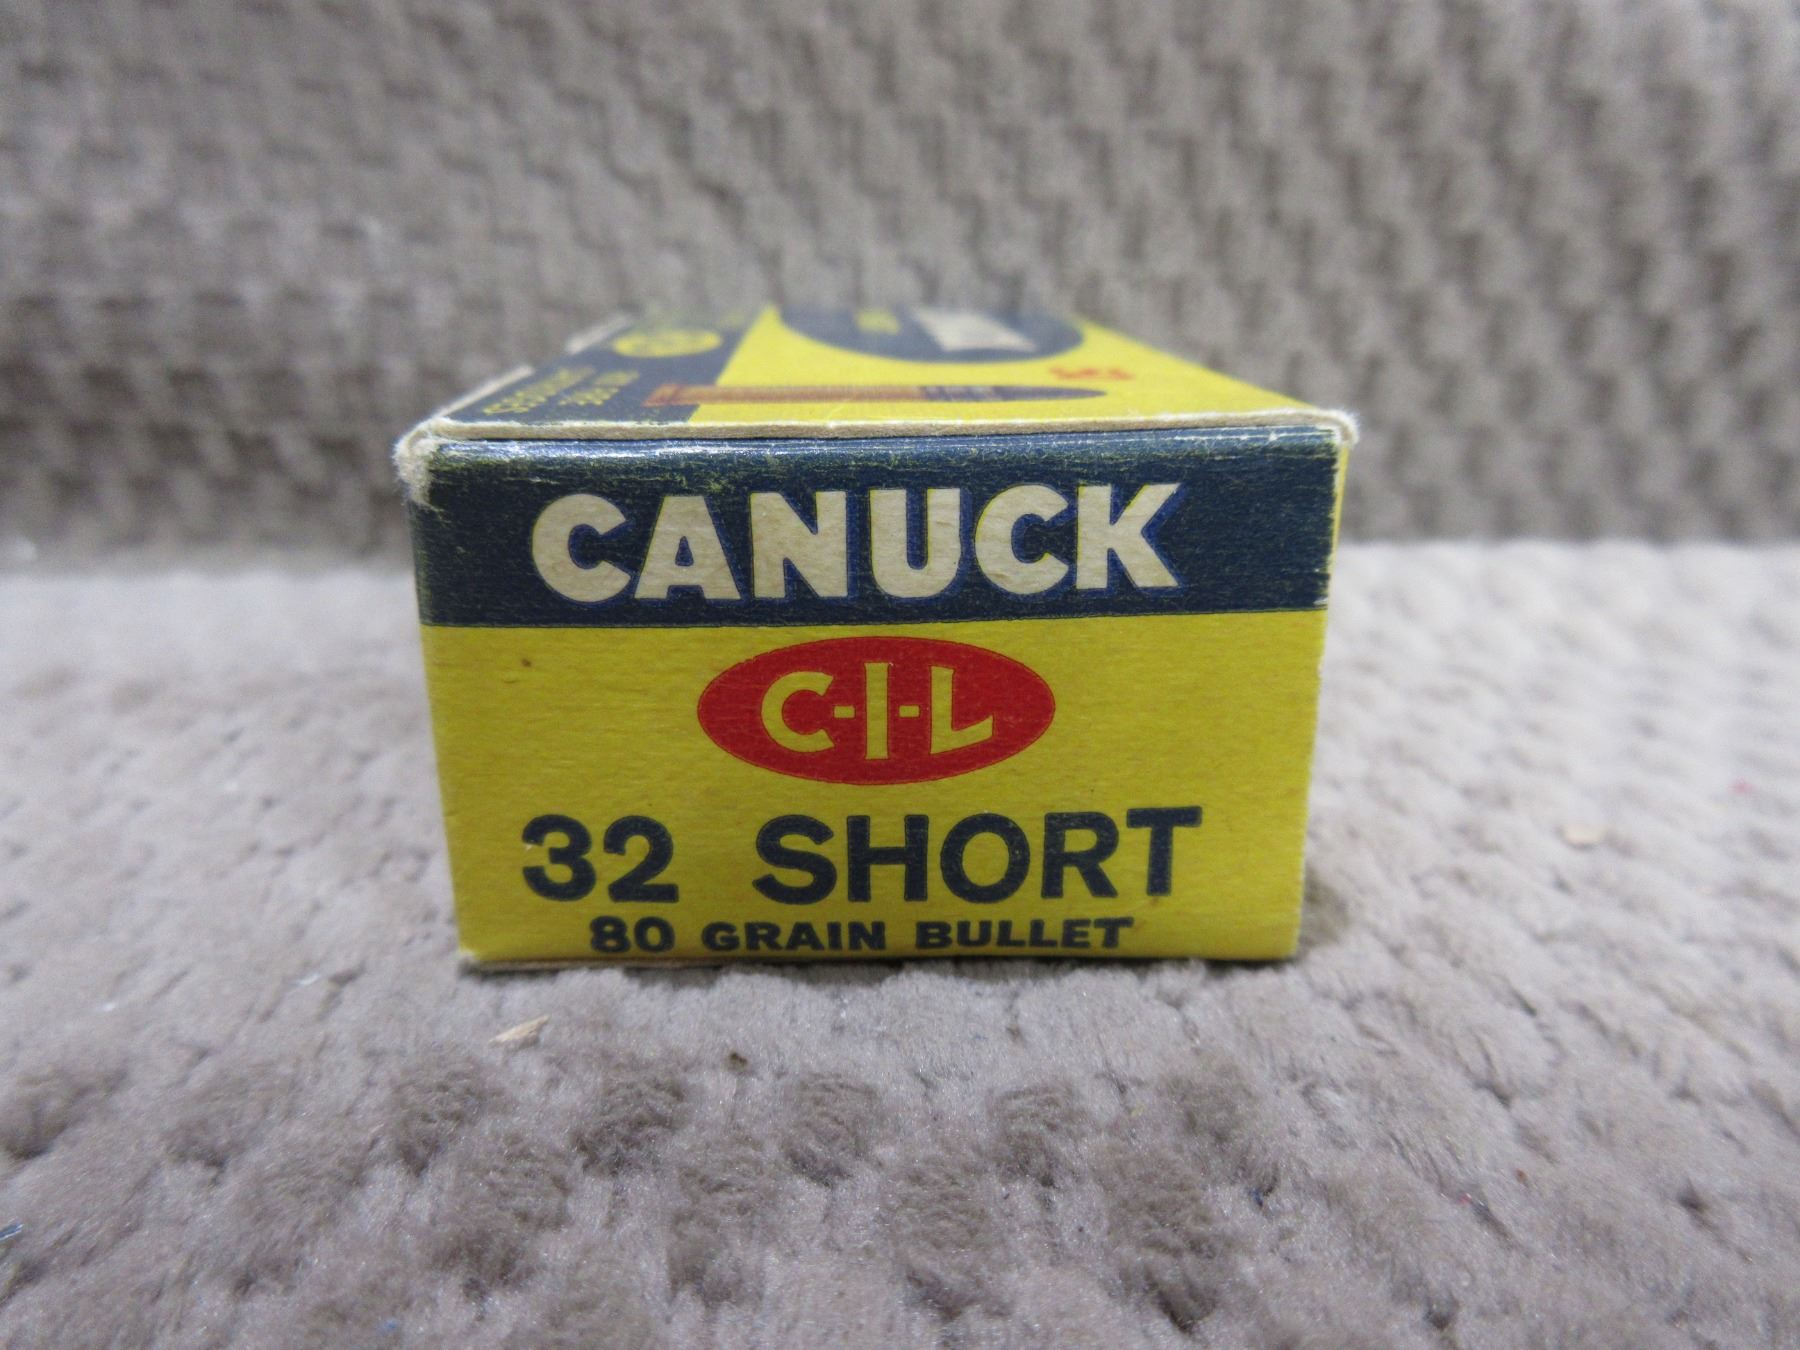 CANUCK
C-I-L
32 SHORT
80 GRAIN BULLET